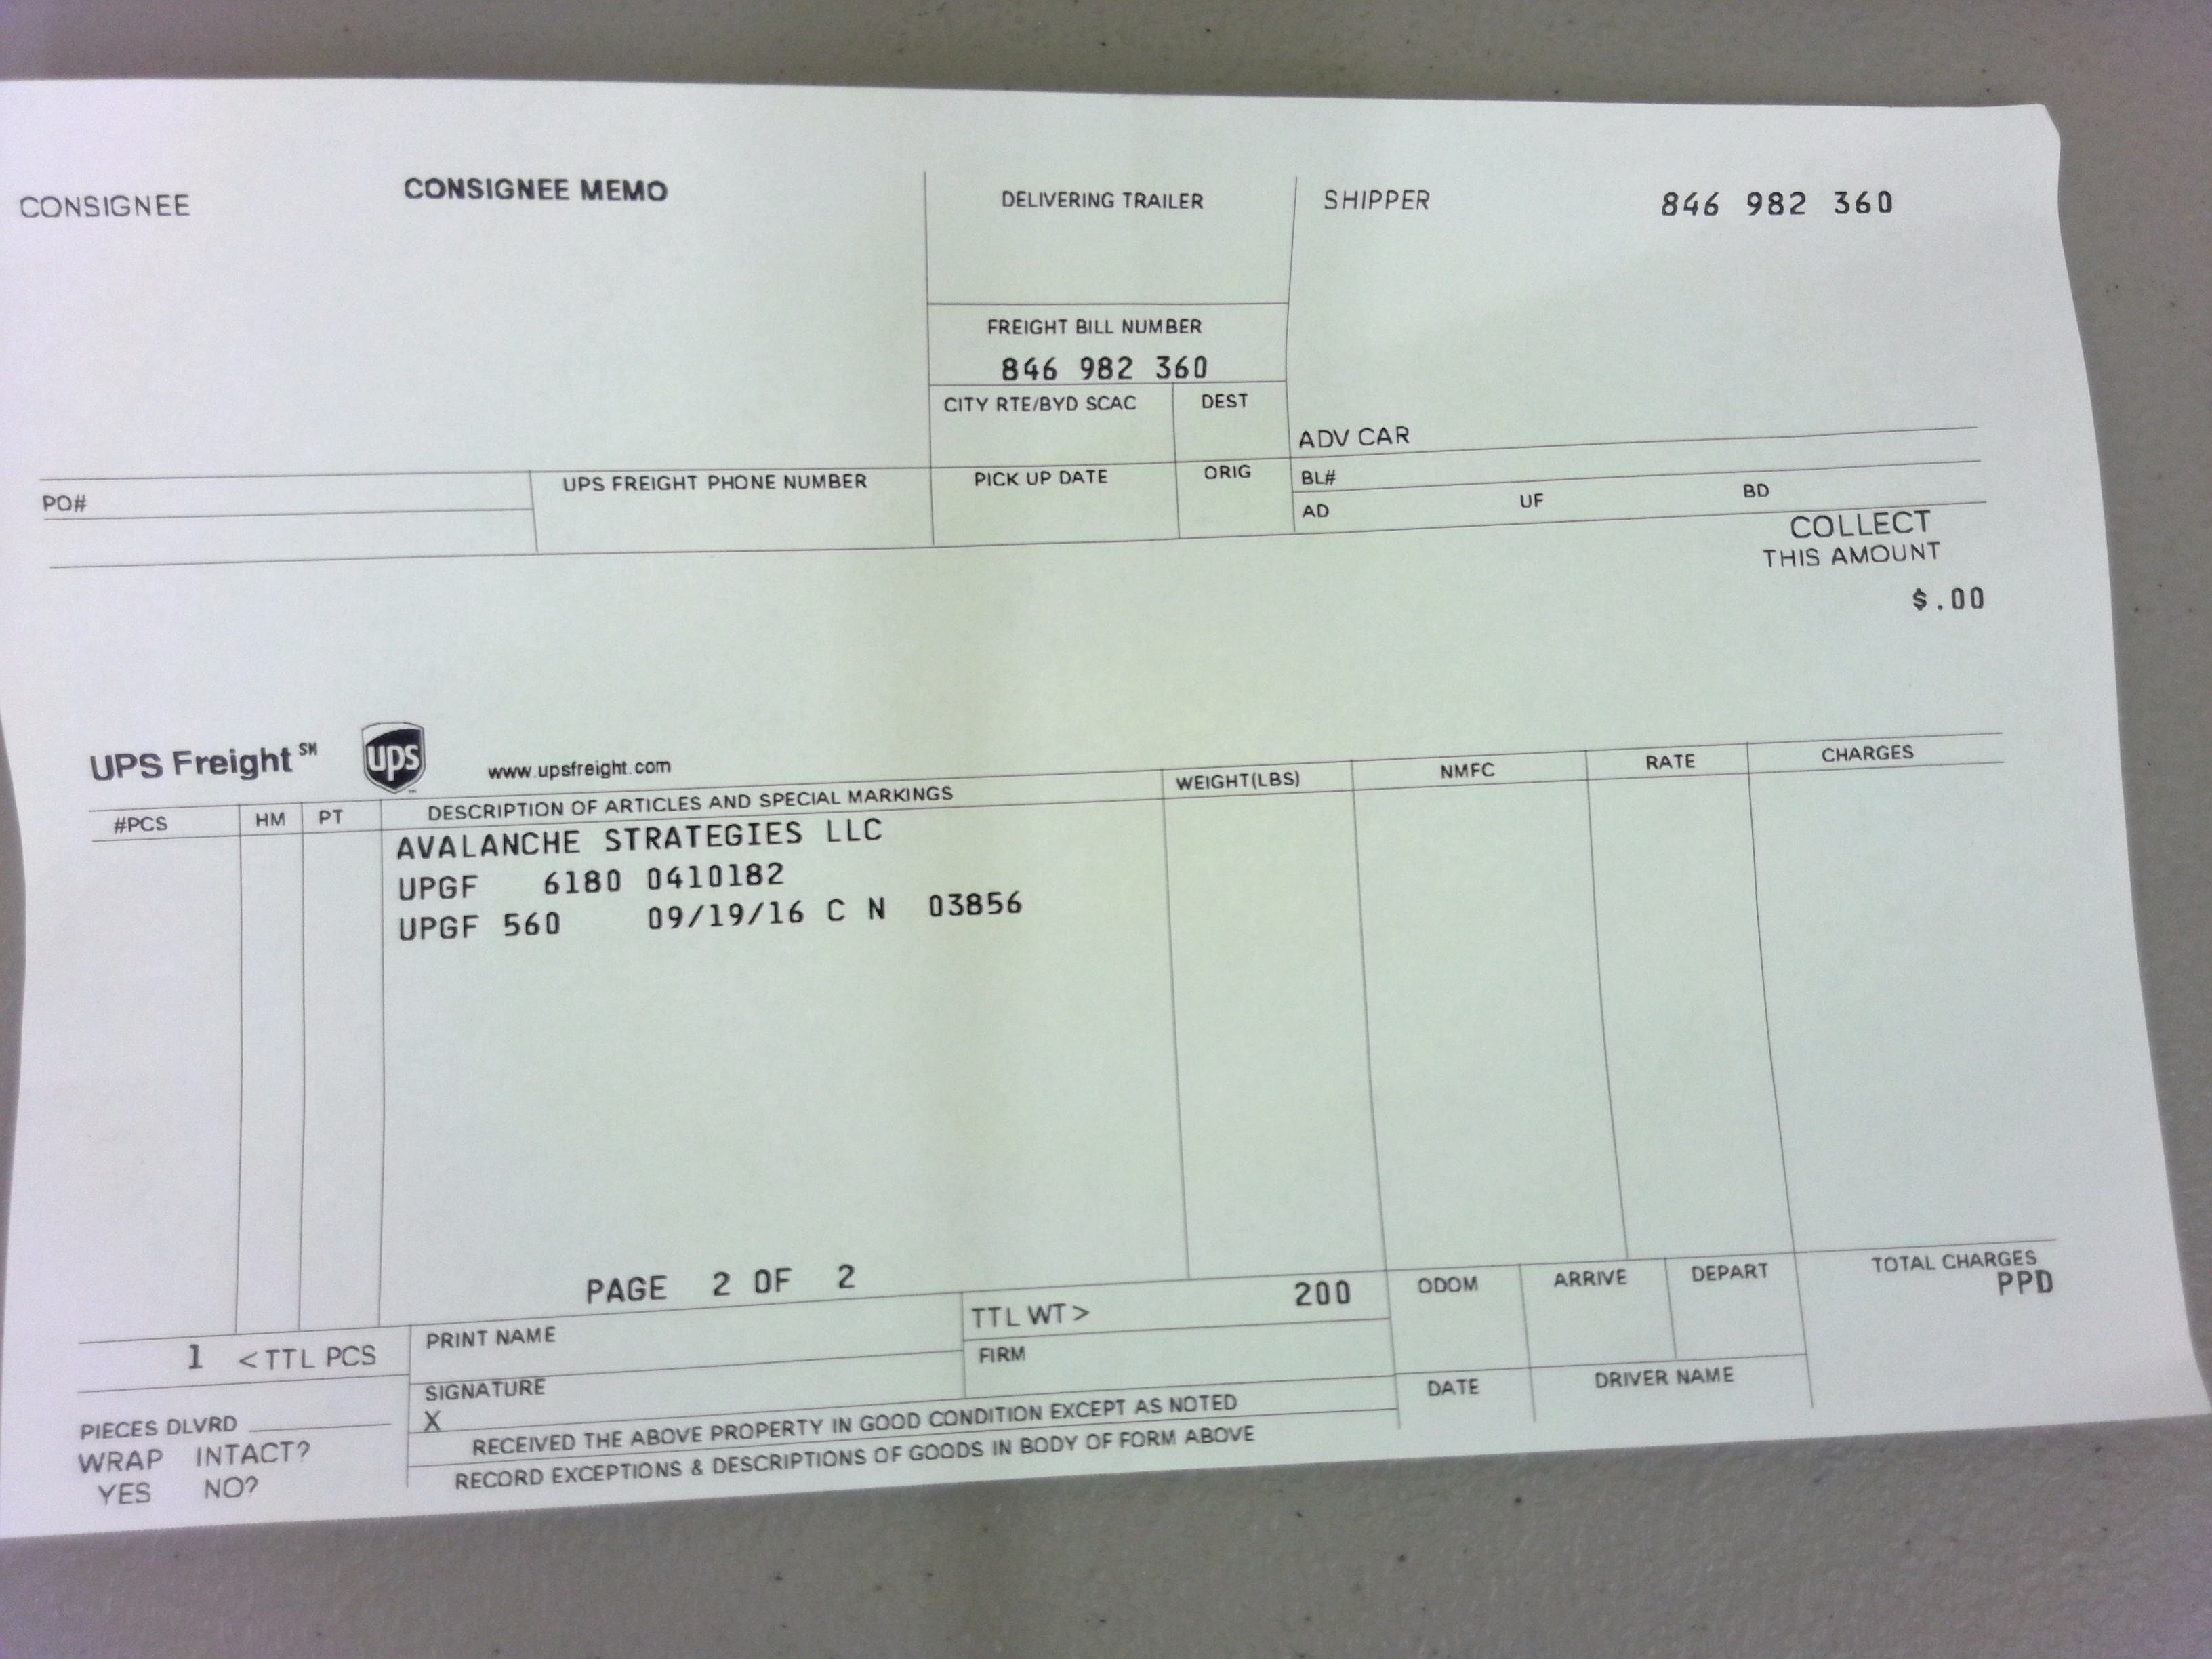 CONSIGNEE CONSIGNEE MEMO DELIVERING TRAILER SHIPPER 846 982 360
FREIGHT BILL NUMBER
846 982 360
CITY RTE/BYD SCAC DEST
ADV CAR
PO# UPS FREIGHT PHONE NUMBER PICK UP DATE ORIG BL#
AD UF BD
COLLECT
THIS AMOUNT
$.00
UPS Freight SM ups www.upsfreight.com
#PCS HM PT DESCRIPTION OF ARTICLES AND SPECIAL MARKINGS WEIGHT(LBS) NMFC RATE CHARGES
AVALANCHE STRATEGIES LLC
UPGF 6180 0410182
UPGF 560 09/19/16 C N 03856
PAGE 2 OF 2
TTL WT > 200 ODOM ARRIVE DEPART TOTAL CHARGES
PPD
1 <TTL PCS PRINT NAME FIRM
SIGNATURE DATE DRIVER NAME
X
PIECES DLVRD
RECEIVED THE ABOVE PROPERTY IN GOOD CONDITION EXCEPT AS NOTED
WRAP INTACT?
RECORD EXCEPTIONS & DESCRIPTIONS OF GOODS IN BODY OF FORM ABOVE
YES NO?